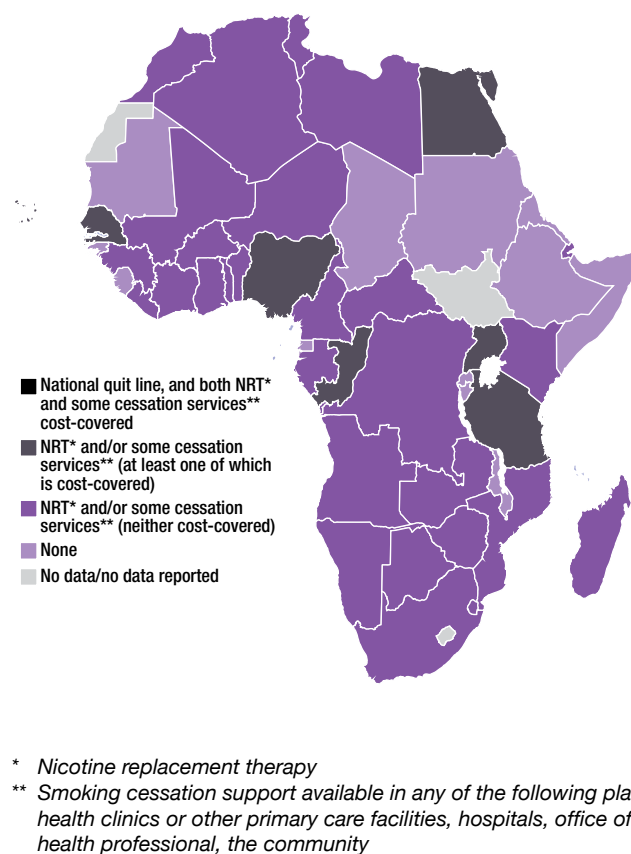 National quit line, and both NRT*
and some cessation services**
cost-covered
NRT* and/or some cessation
services** (at least one of which
is cost-covered)
NRT* and/or some cessation
services** (neither cost-covered)
None
No data/no data reported
* Nicotine replacement therapy
** Smoking cessation support available in any of the following pla
health clinics or other primary care facilities, hospitals, office of
health professional, the community